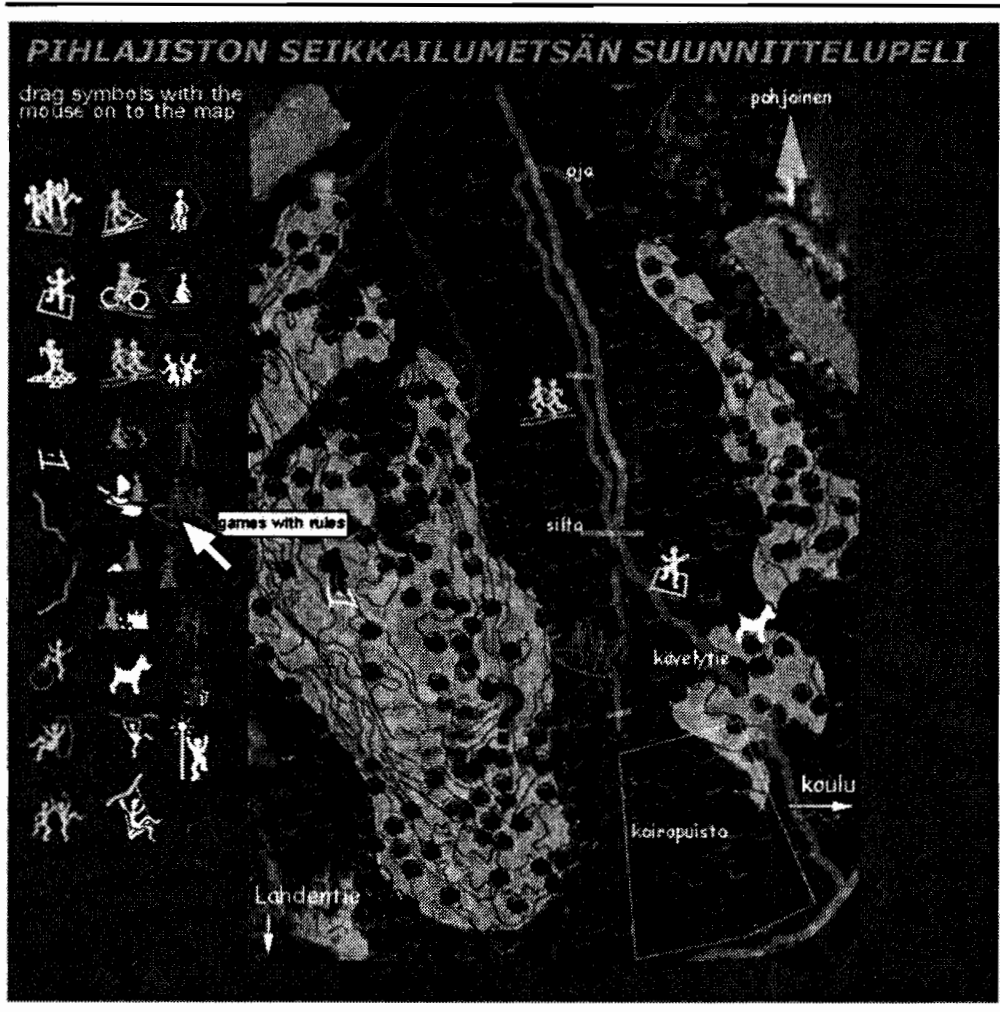 PIHLAJISTON SEIKKAILUMETSÄN SUUNNITTELUPELI
drag symbols with the
mouse on to the map
pohjoinen
oja
games with rules
silta
kävelytie
koulu
koirapuisto
Lahdentie